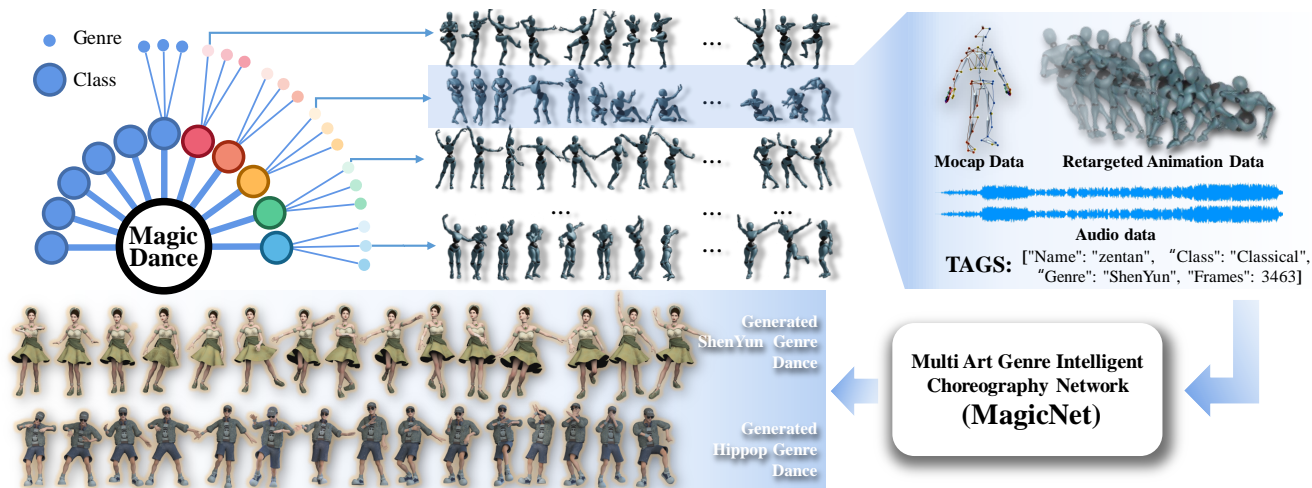 Genre
Class
Magic
Dance
...
...
...
...
...
...
Mocap Data
Retargeted Animation Data
Audio data
TAGS: ["Name": "zentan", “Class": "Classical",
“Genre": "ShenYun", "Frames": 3463]
Generated
ShenYun Genre
Dance
Generated
Hippop Genre
Dance
Multi Art Genre Intelligent
Choreography Network
(MagicNet)